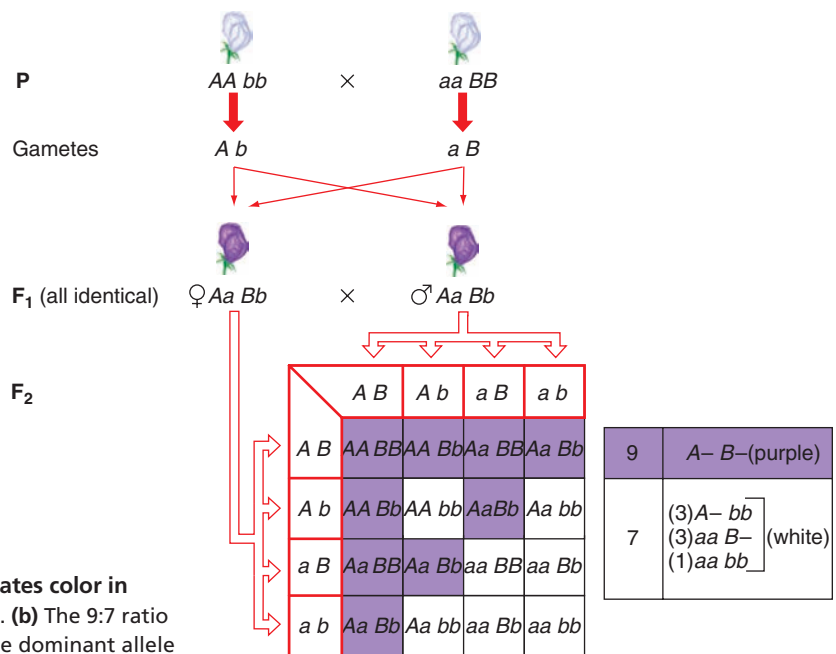 P AA bb × aa BB
Gametes A b a B
F1 (all identical) ♀ Aa Bb × ♂ Aa Bb
F2
A B A b a B a b
A B AA BB AA Bb Aa BB Aa Bb
A b AA Bb AA bb AaBb Aa bb
a B Aa BB Aa Bb aa BB aa Bb
a b Aa Bb Aa bb aa Bb aa bb
9 A– B–(purple)
7 (3)A– bb
(3)aa B– (white)
(1)aa bb
ates color in
. (b) The 9:7 ratio
e dominant allele